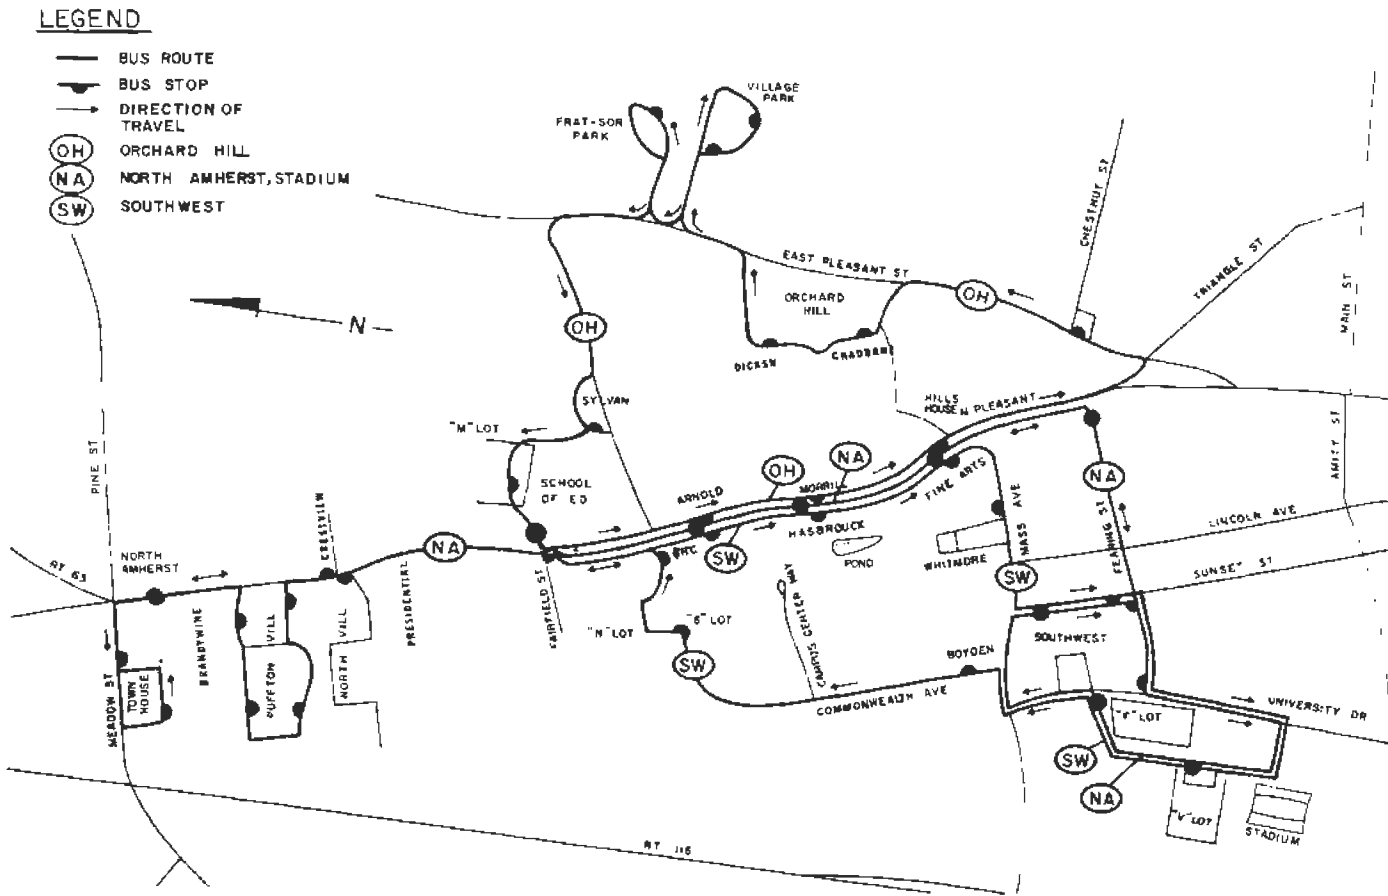 LEGEND
BUS ROUTE
BUS STOP
DIRECTION OF
TRAVEL
OH ORCHARD HILL
NA NORTH AMHERST, STADIUM
SW SOUTHWEST
VILLAGE
PARK
FRAT-SOR
PARK
CHESTNUT ST
TRIANGLE ST
MAIN ST
EAST PLEASANT ST
OH
ORCHARD
HILL
N
OH
DICKSN
CHADBRNE
SYLVAN
HILLS
HOUSE
N PLEASANT
"M" LOT
AMITY ST
PINE ST
SCHOOL
OF ED
OH
NA
MORRILL
FINE ARTS
NA
ARNOLD
HASBROUCK
MASS AVE
FEARING ST
LINCOLN AVE
CRESSVIEW
NA
GRC
SW
POND
WHITMORE
SW
SUNSET ST
RT 63
NORTH
AMHERST
PRESIDENTIAL
FAIRFIELD ST
CAMPUS CENTER WAY
BRANDYWINE
PUFFTON
VILL
NORTH
VILL
"N" LOT
SW
BOYDEN
SOUTHWEST
MEADOW ST
TOWN
HOUSE
COMMONWEALTH AVE
"F" LOT
UNIVERSITY DR
SW
NA
"V" LOT
STADIUM
RT 116